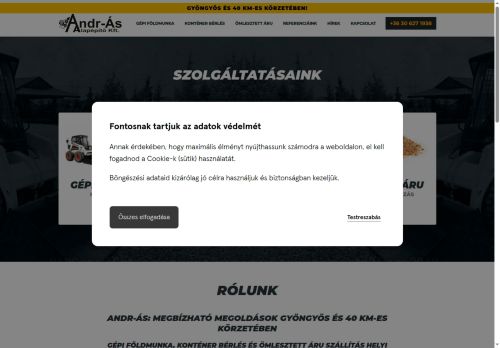 GYÖNGYÖS ÉS 40 KM-ES KÖRZETÉBEN!
Andr-Ás
Alapépítő Kft.
GÉPI FÖLDMUNKA KONTÉNER BÉRLÉS ÖMLESZTETT ÁRU REFERENCIÁINK HÍREK KAPCSOLAT +36 30 627 1938
SZOLGÁLTATÁSAINK
Fontosnak tartjuk az adatok védelmét
Annak érdekében, hogy maximális élményt nyújthassunk számodra a weboldalon, el kell
fogadnod a Cookie-k (sütik) használatát.
Böngészési adataid kizárólag jó célra használjuk és biztonságban kezeljük.
Összes elfogadása
Testreszabás
RÓLUNK
ANDR-ÁS: MEGBÍZHATÓ MEGOLDÁSOK GYÖNGYÖS ÉS 40 KM-ES
KÖRZETÉBEN
GÉPI FÖLDMUNKA, KONTÉNER BÉRLÉS ÉS ÖMLESZTETT ÁRU SZÁLLÍTÁS HELYI